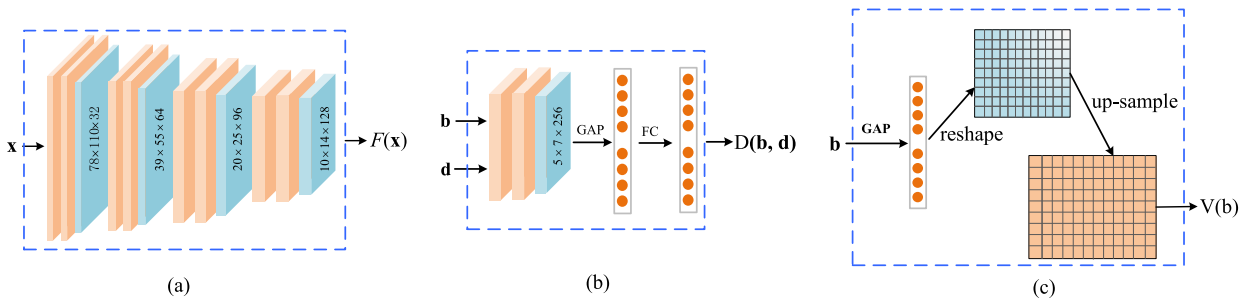 x
78×110×32
39 × 55 × 64
20 × 25 × 96
10×14×128
F(x)
(a)
b
d
5 × 7 × 256
GAP
FC
D(b, d)
(b)
b
GAP
reshape
up-sample
V(b)
(c)